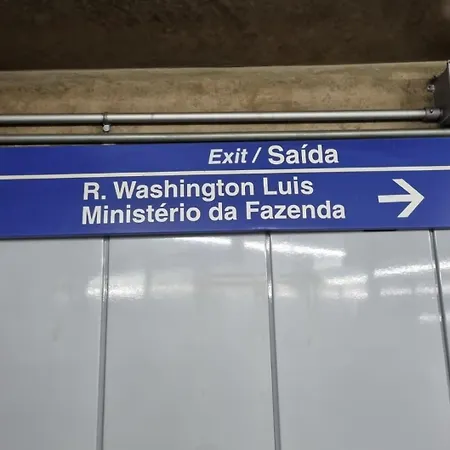 Exit / Saída
R. Washington Luis
Ministério da Fazenda